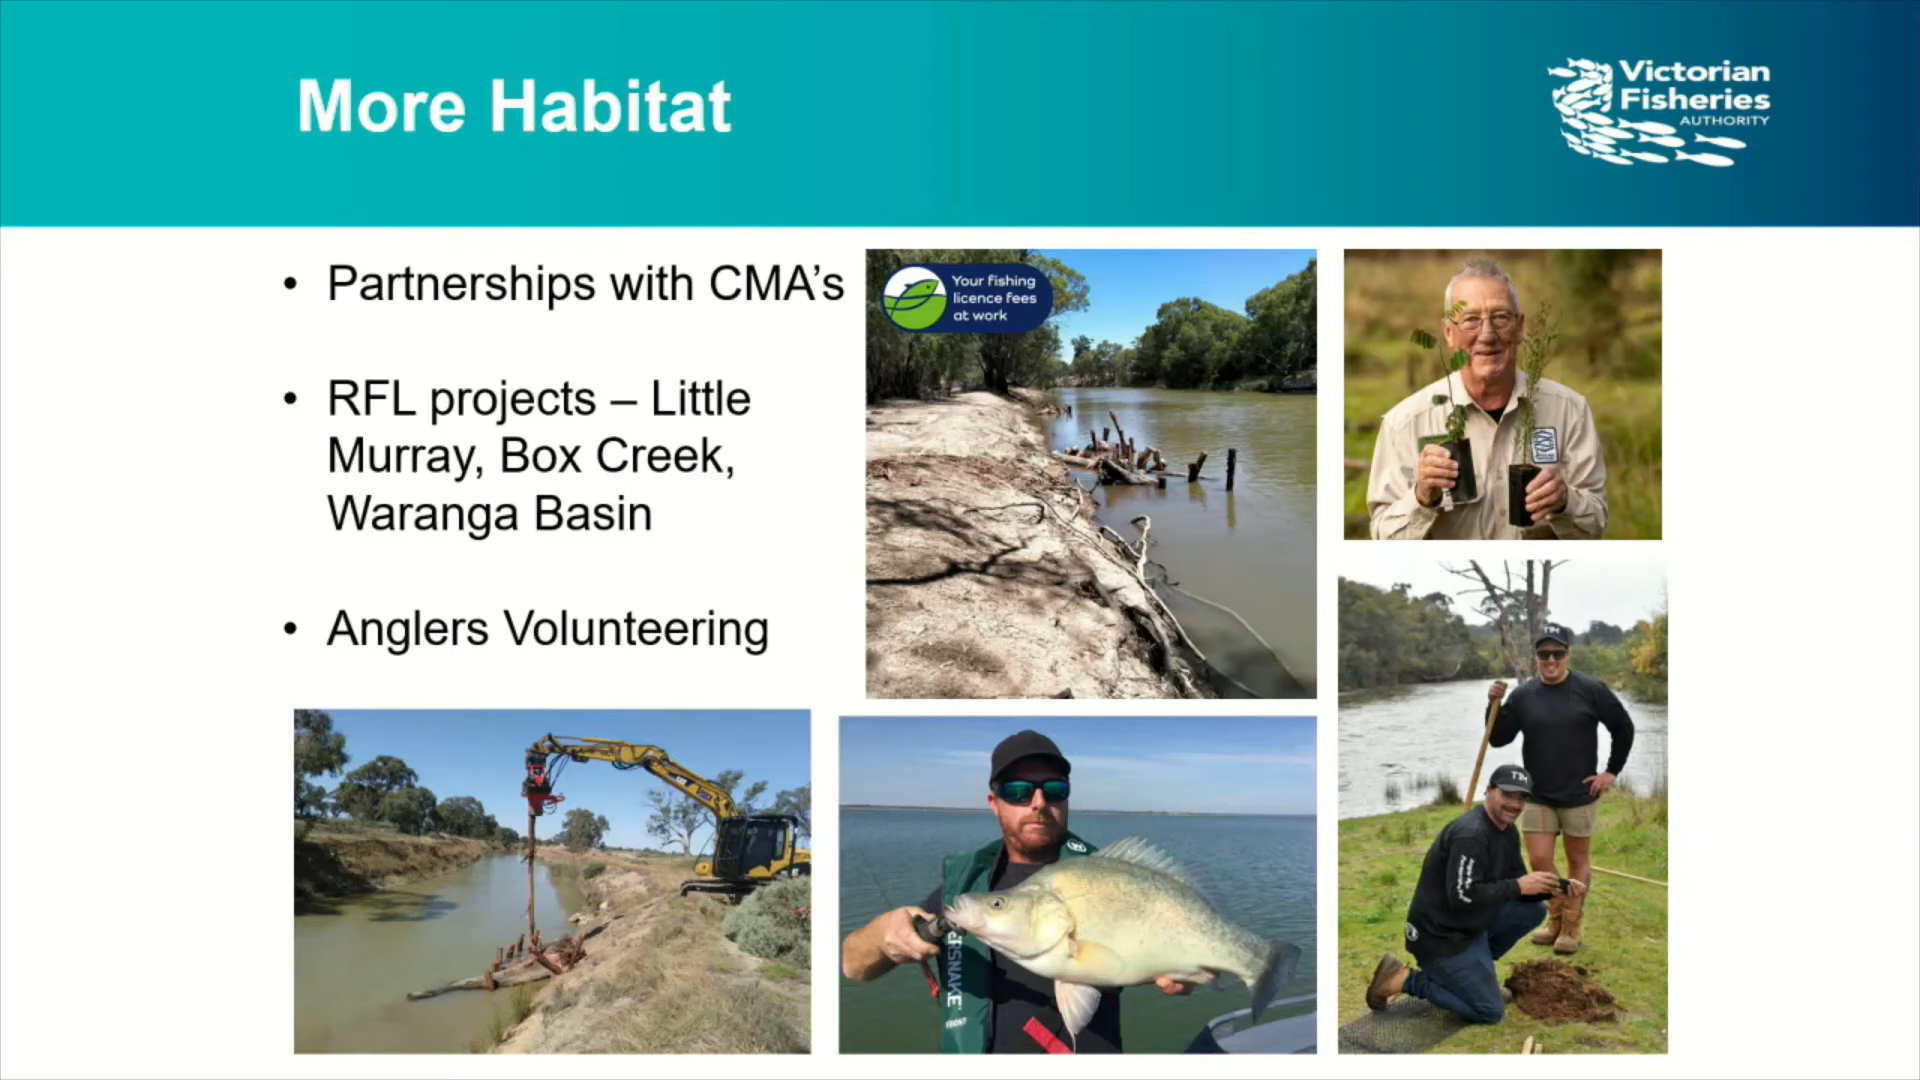 More Habitat
Victorian
Fisheries
AUTHORITY
• Partnerships with CMA’s
• RFL projects – Little
Murray, Box Creek,
Waranga Basin
• Anglers Volunteering
Your fishing
licence fees
at work